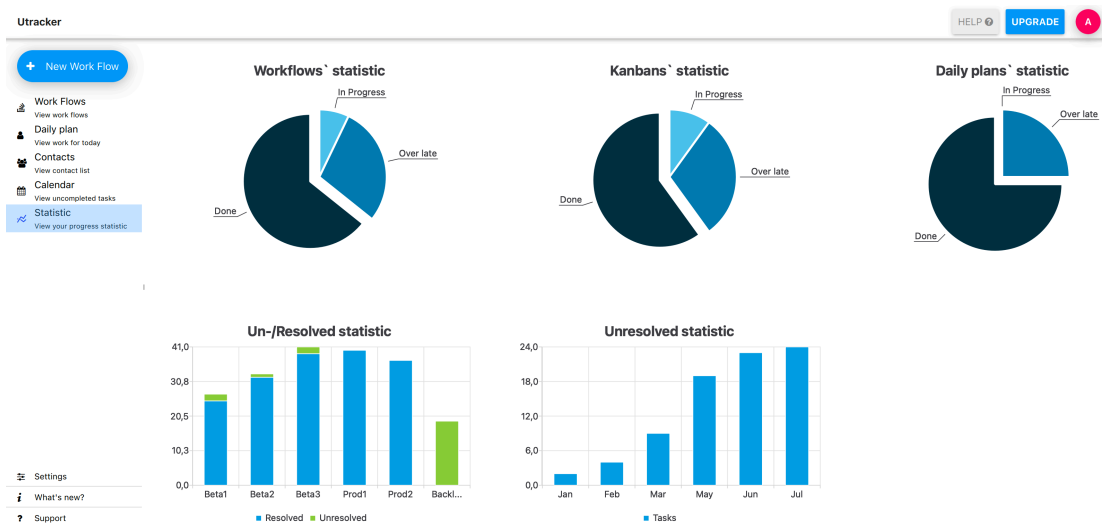 Utracker
HELP
UPGRADE
A
+ New Work Flow
Work Flows
View work flows
Daily plan
View work for today
Contacts
View contact list
Calendar
View uncompleted tasks
Statistic
View your progress statistic
Settings
What's new?
Support
Workflows` statistic
In Progress
Over late
Done
Kanbans` statistic
In Progress
Over late
Done
Daily plans` statistic
In Progress
Over late
Done
Un-/Resolved statistic
41,0
30,8
20,5
10,3
0,0
Beta1 Beta2 Beta3 Prod1 Prod2 Backl...
Resolved Unresolved
Unresolved statistic
24,0
18,0
12,0
6,0
0,0
Jan Feb Mar May Jun Jul
Tasks